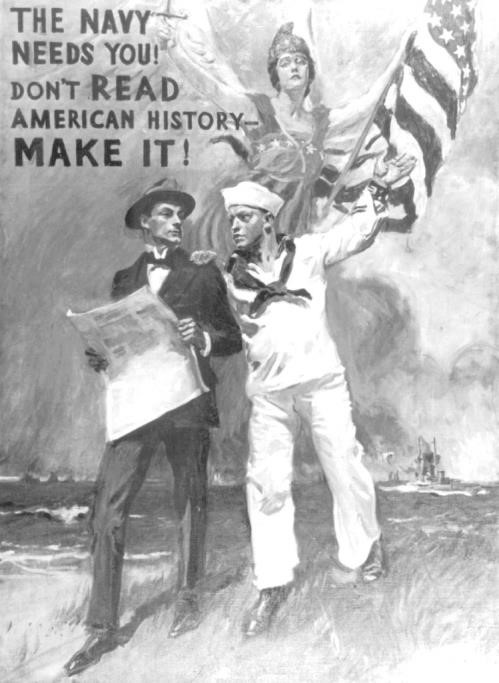 THE NAVY
NEEDS YOU!
DON'T READ
AMERICAN HISTORY–
MAKE IT!